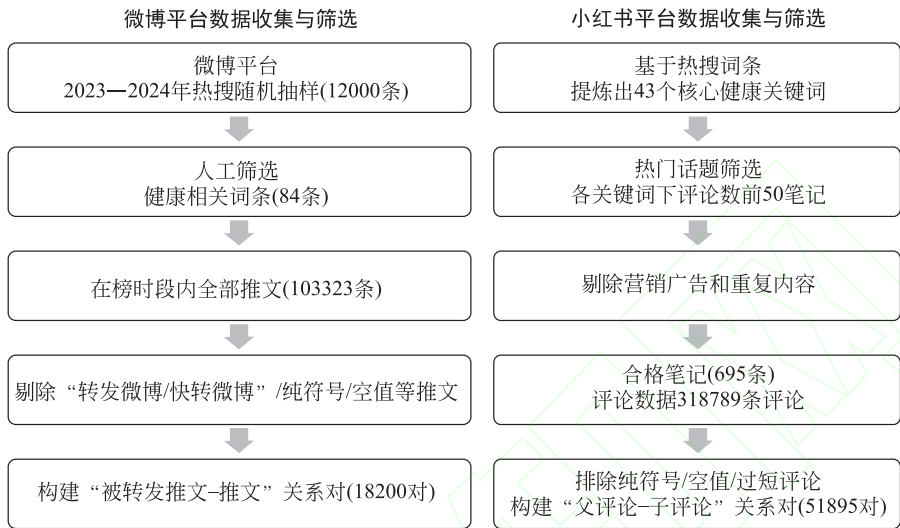 微博平台数据收集与筛选
微博平台
2023—2024年热搜随机抽样(12000条)
人工筛选
健康相关词条(84条)
在榜时段内全部推文(103323条)
剔除“转发微博/快转微博”/纯符号/空值等推文
构建“被转发推文–推文”关系对(18200对)
小红书平台数据收集与筛选
基于热搜词条
提炼出43个核心健康关键词
热门话题筛选
各关键词下评论数前50笔记
剔除营销广告和重复内容
合格笔记(695条)
评论数据318789条评论
排除纯符号/空值/过短评论
构建“父评论–子评论”关系对(51895对)